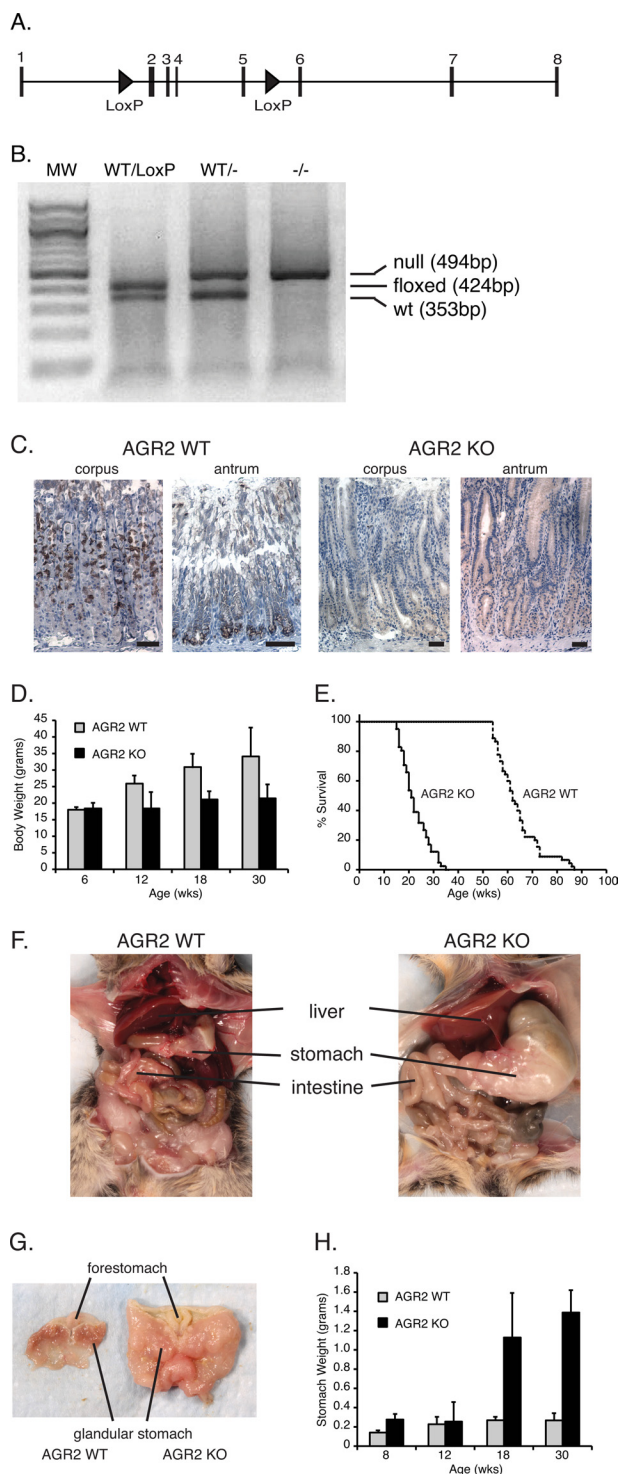 A.
1 2 3 4 5 6 7 8
LoxP LoxP
B.
MW WT/LoxP WT/- -/-
null (494bp)
floxed (424bp)
wt (353bp)
C.
AGR2 WT AGR2 KO
corpus antrum corpus antrum
D.
Body Weight (grams)
45
40
35
30
25
20
15
10
5
0
AGR2 WT
AGR2 KO
6 12 18 30
Age (wks)
E.
% Survival
100
80
60
40
20
0
AGR2 KO AGR2 WT
0 10 20 30 40 50 60 70 80 90 100
Age (wks)
F.
AGR2 WT AGR2 KO
liver
stomach
intestine
G.
forestomach
glandular stomach
AGR2 WT AGR2 KO
H.
Stomach Weight (grams)
1.8
1.6
1.4
1.2
1.0
0.8
0.6
0.4
0.2
0
AGR2 WT
AGR2 KO
8 12 18 30
Age (wks)